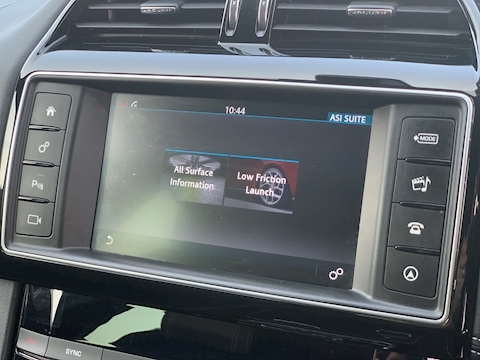 10:44
ASI SUITE
All Surface
Information
Low Friction
Launch
MODE
SYNC